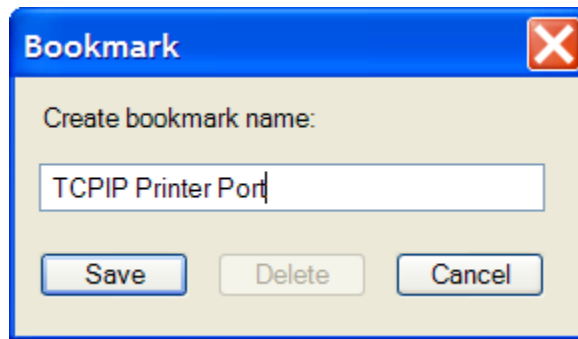 Bookmark
Create bookmark name:
TCPIP Printer Port
Save Delete Cancel